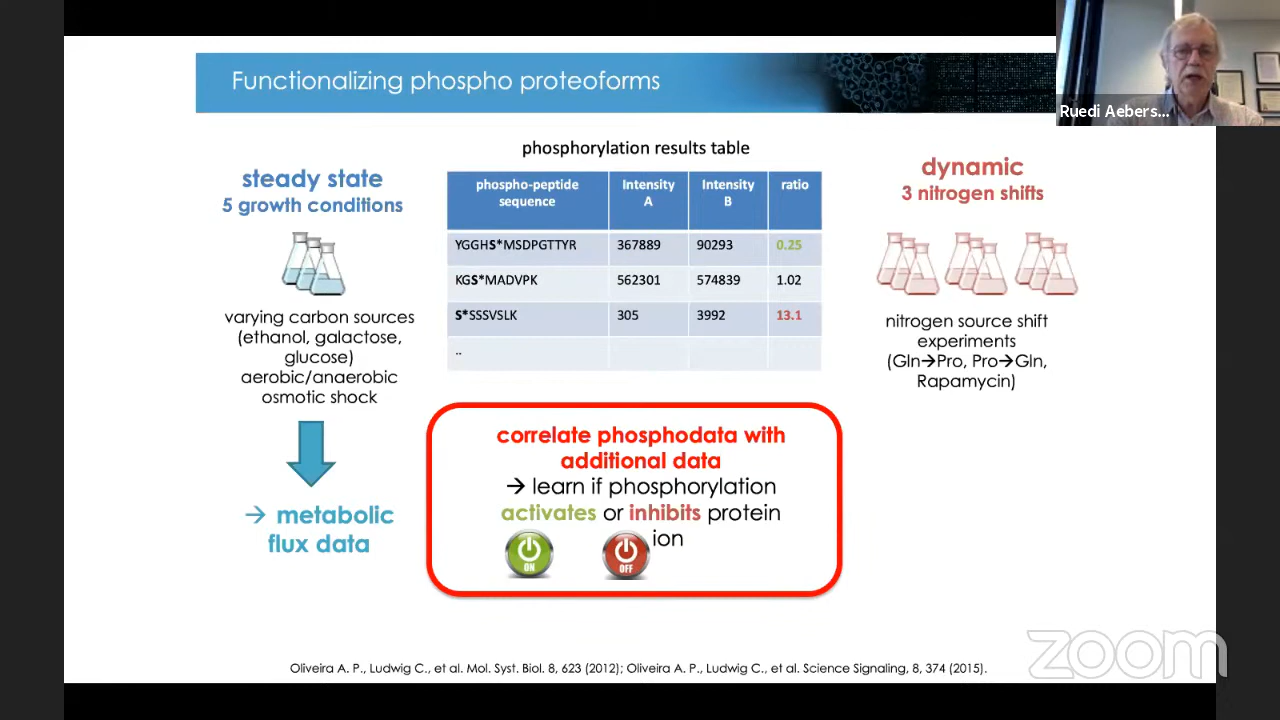 Functionalizing phospho proteoforms
Ruedi Aebers...
steady state
5 growth conditions
varying carbon sources
(ethanol, galactose,
glucose)
aerobic/anaerobic
osmotic shock
→ metabolic
flux data
phosphorylation results table
phospho-peptide sequence Intensity A Intensity B ratio
YGGHS*MSDPGTTYR 367889 90293 0.25
KGS*MADVPK 562301 574839 1.02
S*SSSVSLK 305 3992 13.1
..
correlate phosphodata with
additional data
→ learn if phosphorylation
activates or inhibits protein
ion
ON OFF
dynamic
3 nitrogen shifts
nitrogen source shift
experiments
(Gln→Pro, Pro→Gln,
Rapamycin)
Oliveira A. P., Ludwig C., et al. Mol. Syst. Biol. 8, 623 (2012); Oliveira A. P., Ludwig C., et al. Science Signaling, 8, 374 (2015).
zoom